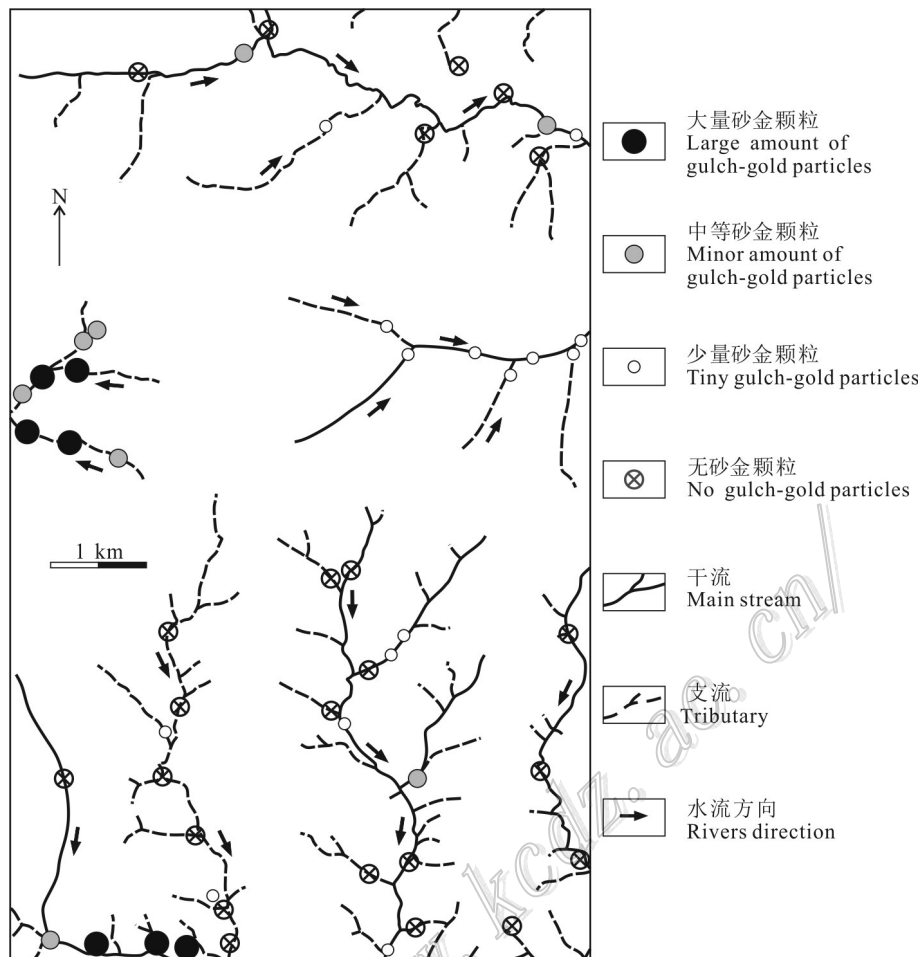 N
1 km
大量砂金颗粒
Large amount of
gulch-gold particles
中等砂金颗粒
Minor amount of
gulch-gold particles
少量砂金颗粒
Tiny gulch-gold particles
无砂金颗粒
No gulch-gold particles
干流
Main stream
支流
Tributary
水流方向
Rivers direction
kcdz.ac.cn/